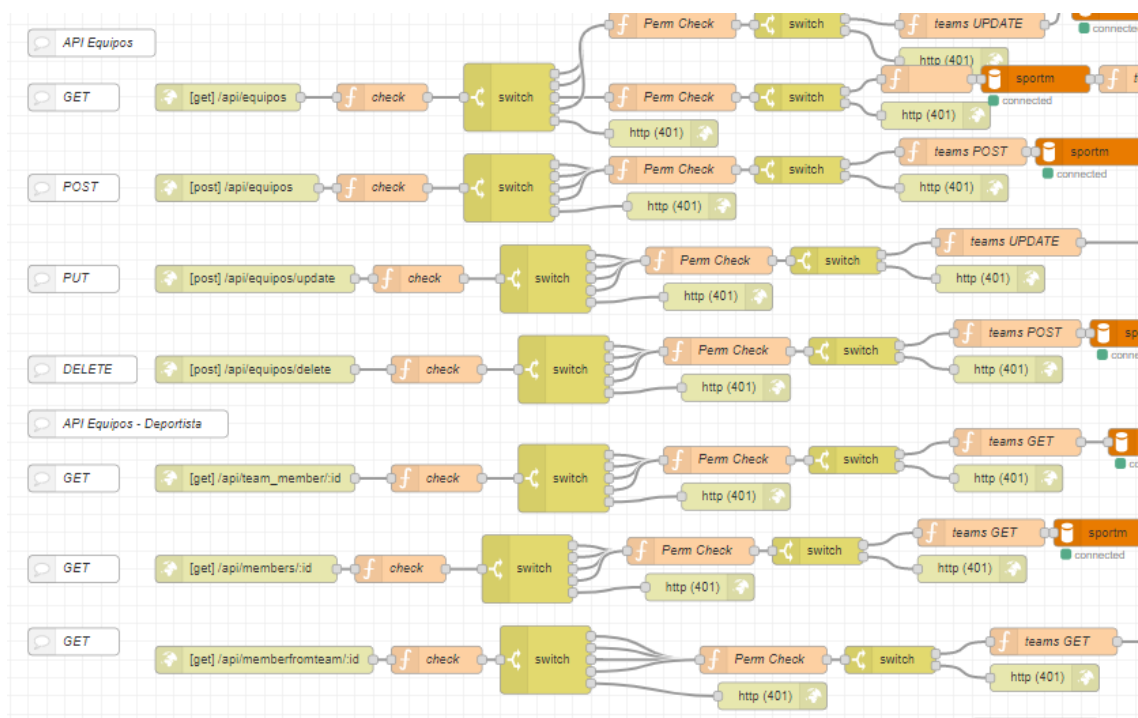 Perm Check
switch
teams UPDATE
connecte
API Equipos
http (401)
GET
[get] /api/equipos
check
switch
Perm Check
switch
sportm
connected
http (401)
http (401)
POST
[post] /api/equipos
check
switch
Perm Check
switch
teams POST
sportm
connected
http (401)
http (401)
PUT
[post] /api/equipos/update
check
switch
Perm Check
switch
teams UPDATE
http (401)
http (401)
DELETE
[post] /api/equipos/delete
check
switch
Perm Check
switch
teams POST
sp
conne
http (401)
http (401)
API Equipos - Deportista
GET
[get] /api/team_member/:id
check
switch
Perm Check
switch
teams GET
http (401)
http (401)
GET
[get] /api/members/:id
check
switch
Perm Check
switch
teams GET
sportm
connected
http (401)
http (401)
GET
[get] /api/memberfromteam/:id
check
switch
Perm Check
switch
teams GET
http (401)
http (401)